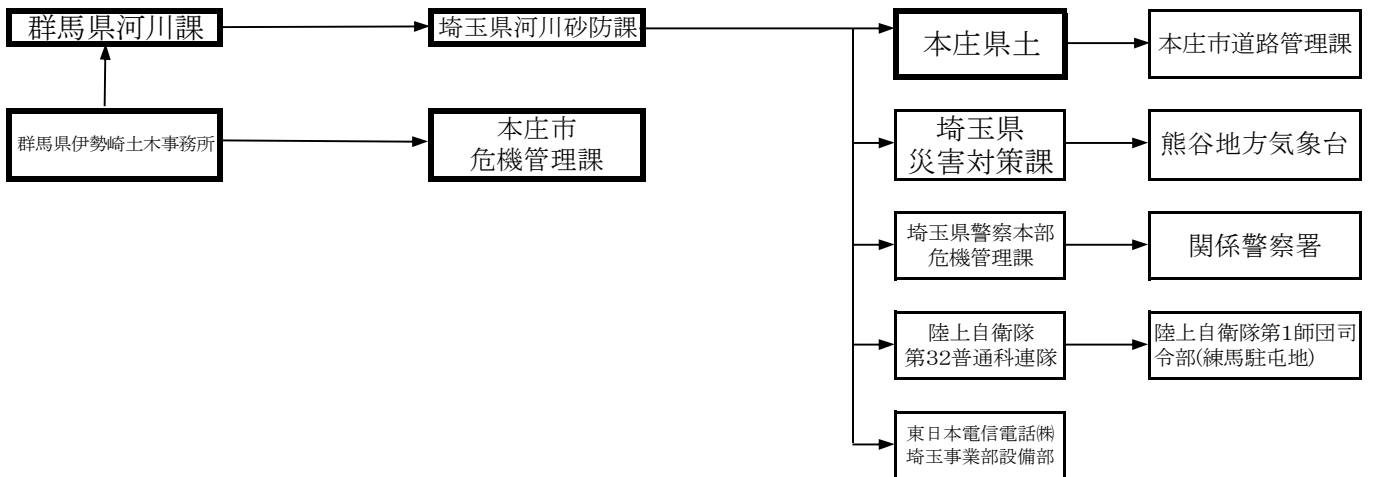 群馬県河川課
埼玉県河川砂防課
本庄県土
本庄市道路管理課
群馬県伊勢崎土木事務所
本庄市
危機管理課
埼玉県
災害対策課
熊谷地方気象台
埼玉県警察本部
危機管理課
関係警察署
陸上自衛隊
第32普通科連隊
陸上自衛隊第1師団司
令部(練馬駐屯地)
東日本電信電話㈱
埼玉事業部設備部